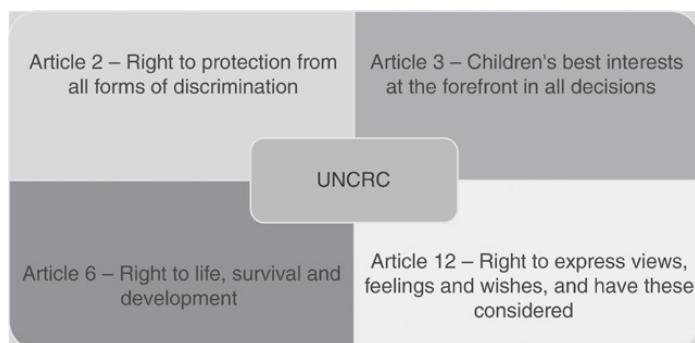 Article 2 – Right to protection from
all forms of discrimination
Article 3 – Children's best interests
at the forefront in all decisions
UNCRC
Article 6 – Right to life, survival and
development
Article 12 – Right to express views,
feelings and wishes, and have these
considered